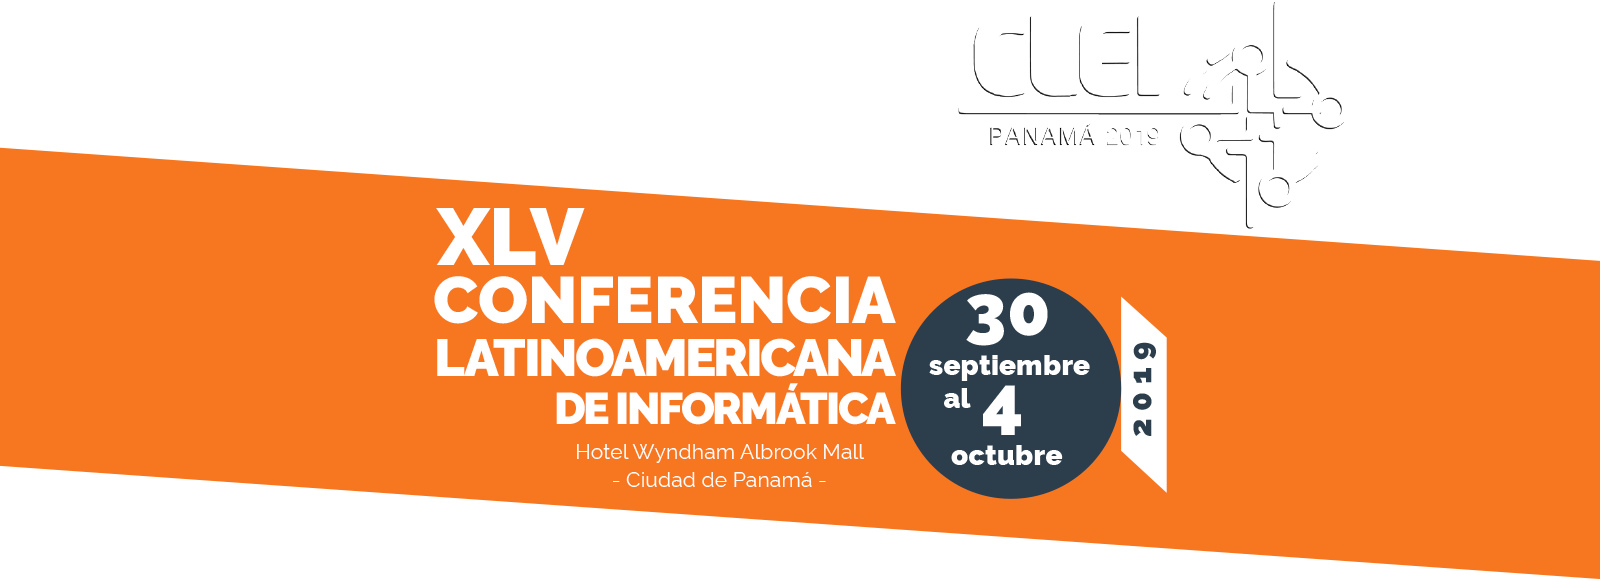 CLEI
PANAMÁ 2019
XLV
CONFERENCIA
LATINOAMERICANA
DE INFORMÁTICA
Hotel Wyndham Albrook Mall
- Ciudad de Panamá -
30
septiembre
al 4
octubre
2019